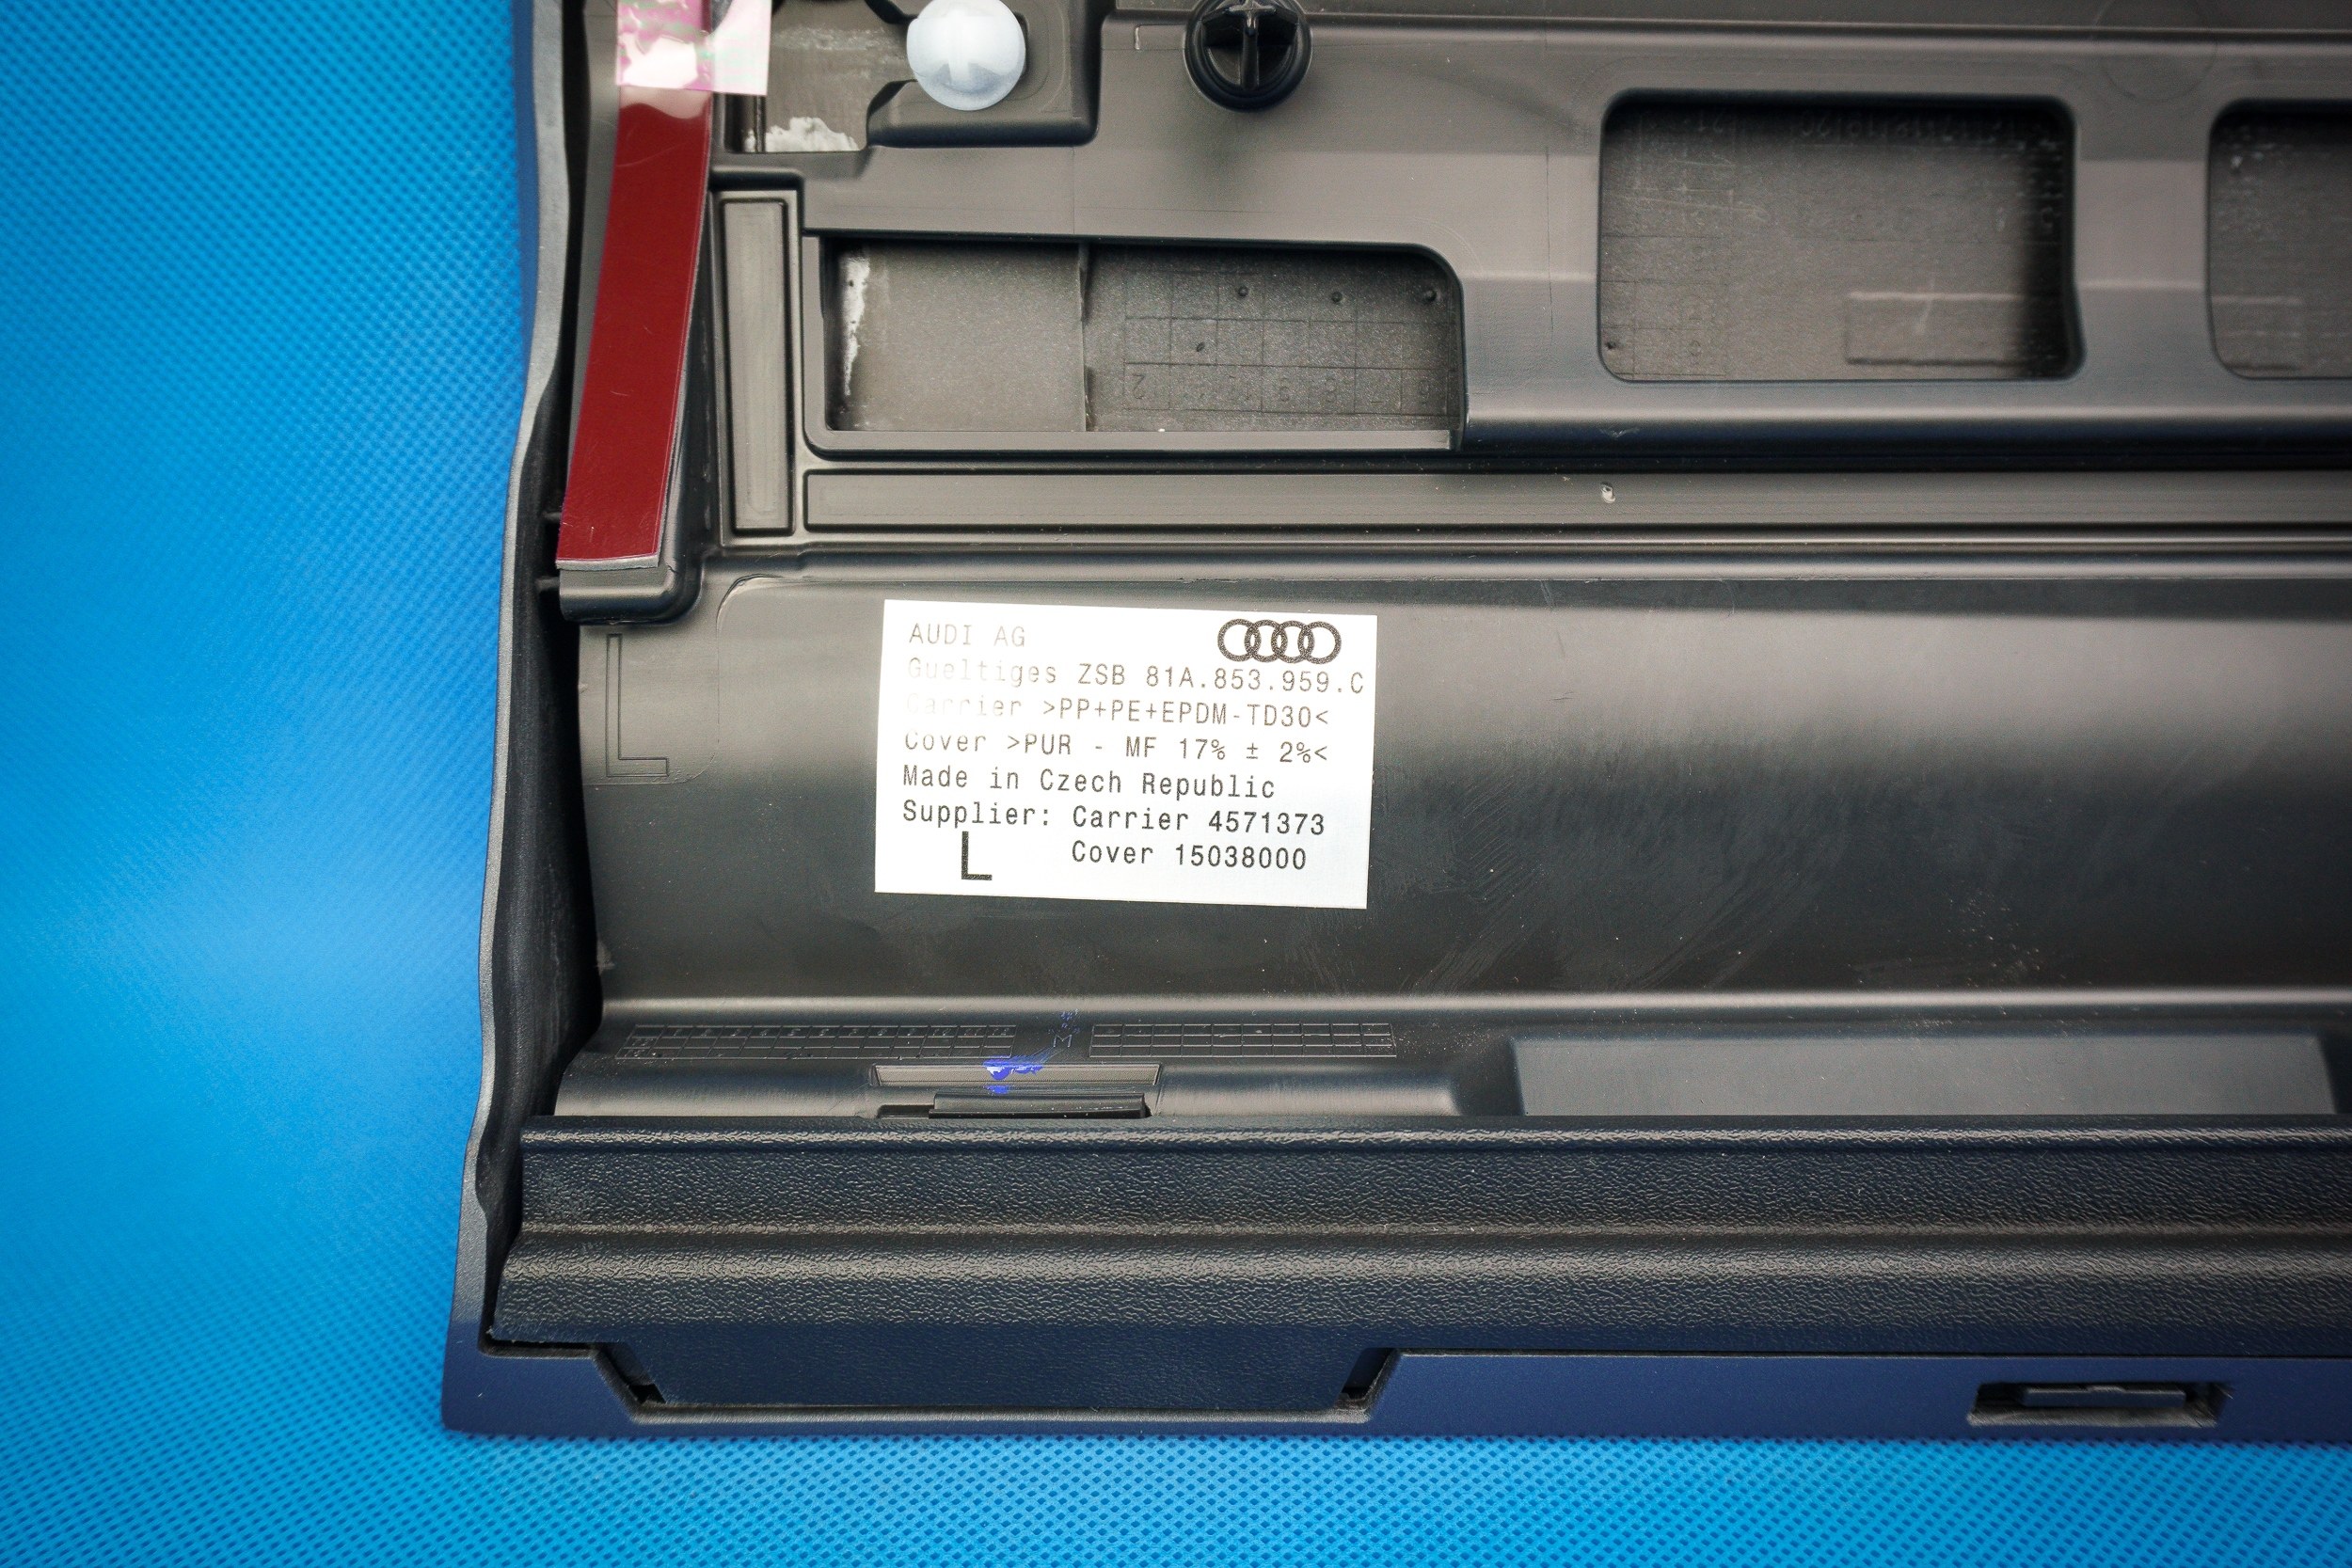 AUDI AG
Gueltiges ZSB 81A.853.959.C
Carrier >PP+PE+EPDM-TD30<
Cover >PUR - MF 17% ± 2%<
Made in Czech Republic
Supplier: Carrier 4571373
L Cover 15038000
L